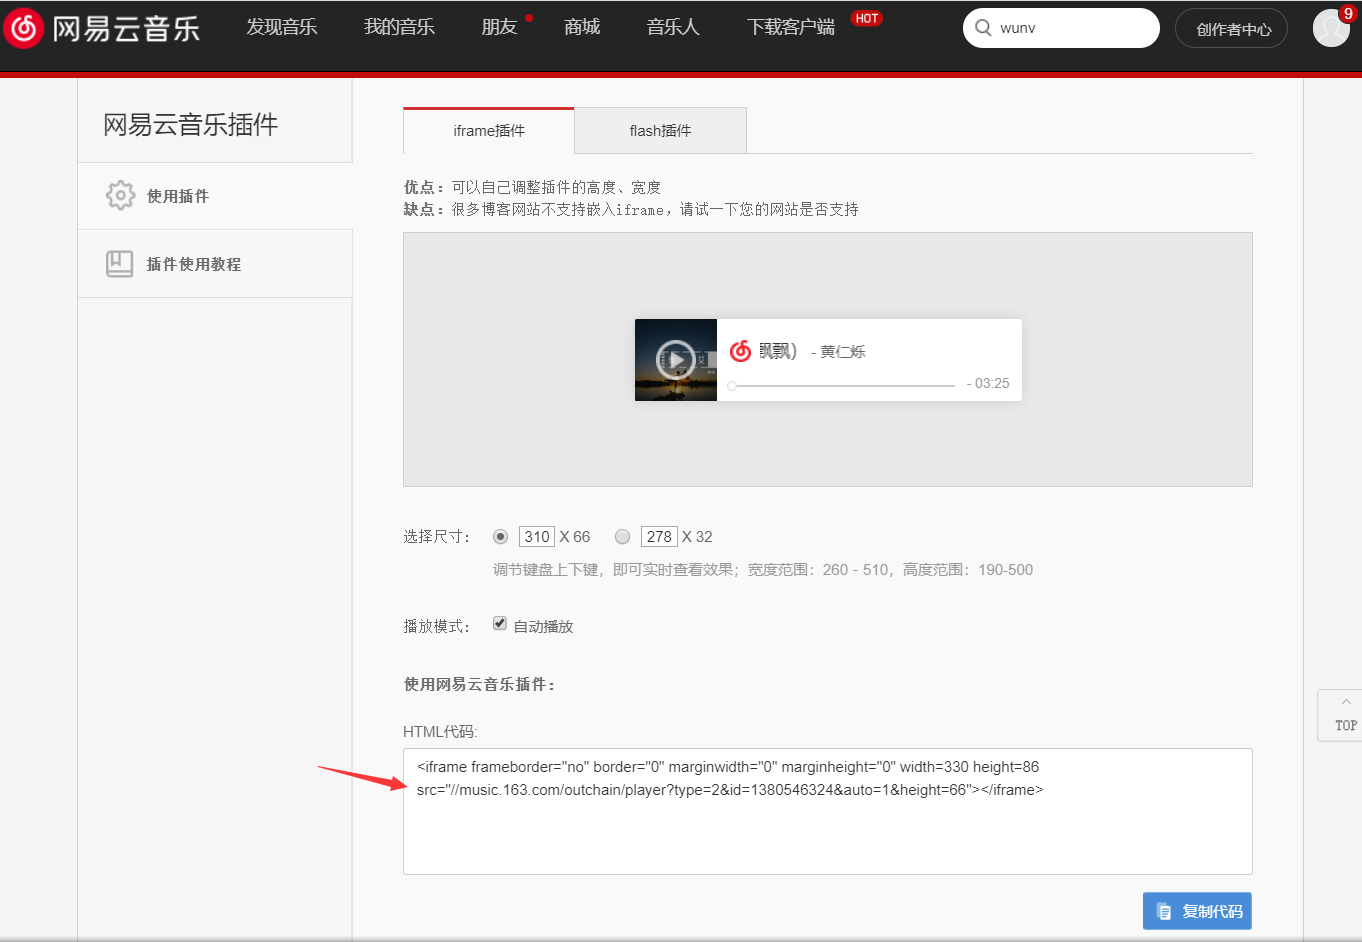 网易云音乐
发现音乐
我的音乐
朋友
商城
音乐人
下载客户端
HOT
wunv
创作者中心
9
网易云音乐插件
使用插件
插件使用教程
iframe插件
flash插件
优点：可以自己调整插件的高度、宽度
缺点：很多博客网站不支持嵌入iframe，请试一下您的网站是否支持
飘飘） - 黄仁烁
- 03:25
选择尺寸： 310 X 66 278 X 32
调节键盘上下键，即可实时查看效果；宽度范围：260 - 510，高度范围：190-500
播放模式： 自动播放
使用网易云音乐插件：
HTML代码:
<iframe frameborder="no" border="0" marginwidth="0" marginheight="0" width=330 height=86
src="//music.163.com/outchain/player?type=2&id=1380546324&auto=1&height=66"></iframe>
TOP
复制代码